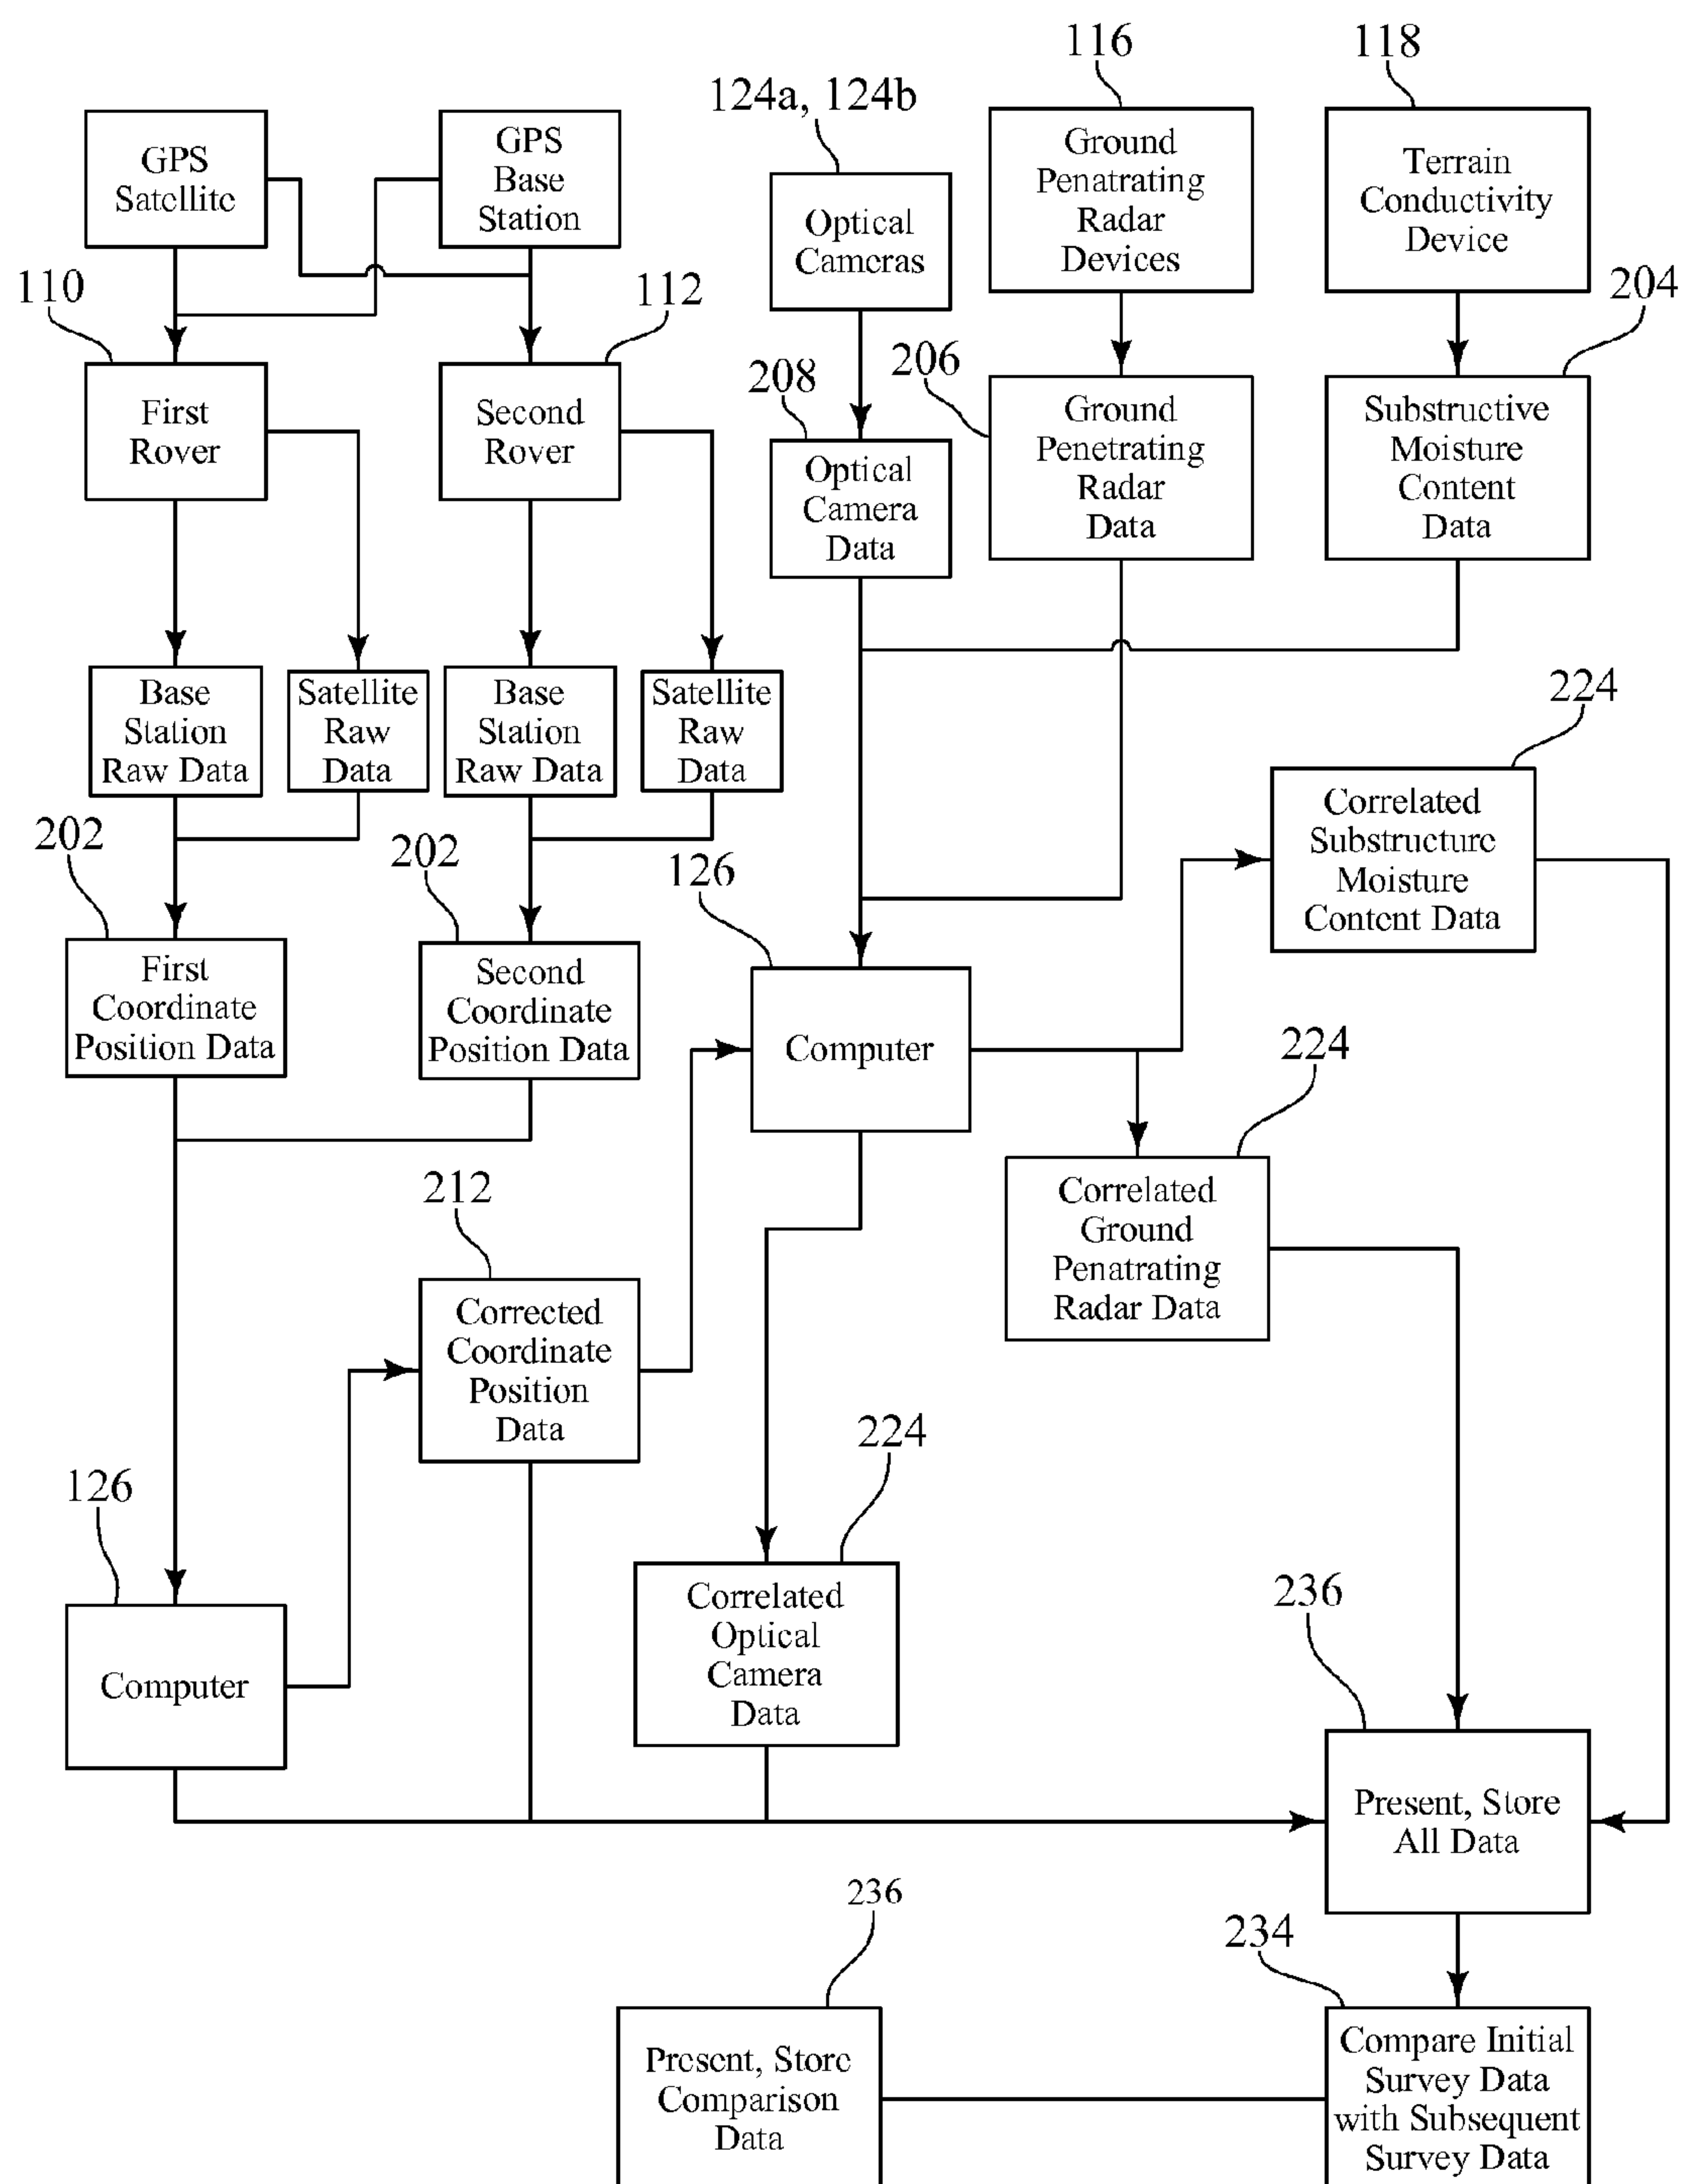 116
118
124a, 124b
GPS
Satellite
GPS
Base
Station
Optical
Cameras
Ground
Penatrating
Radar
Devices
Terrain
Conductivity
Device
110
112
204
208
206
First
Rover
Second
Rover
Optical
Camera
Data
Ground
Penetrating
Radar
Data
Substructive
Moisture
Content
Data
Base
Station
Raw Data
Satellite
Raw
Data
Base
Station
Raw Data
Satellite
Raw
Data
224
202
202
126
Correlated
Substructure
Moisture
Content Data
First
Coordinate
Position Data
Second
Coordinate
Position Data
Computer
224
212
Correlated
Ground
Penatrating
Radar Data
Corrected
Coordinate
Position
Data
224
126
Computer
Correlated
Optical
Camera
Data
236
Present, Store
All Data
236
234
Present, Store
Comparison
Data
Compare Initial
Survey Data
with Subsequent
Survey Data